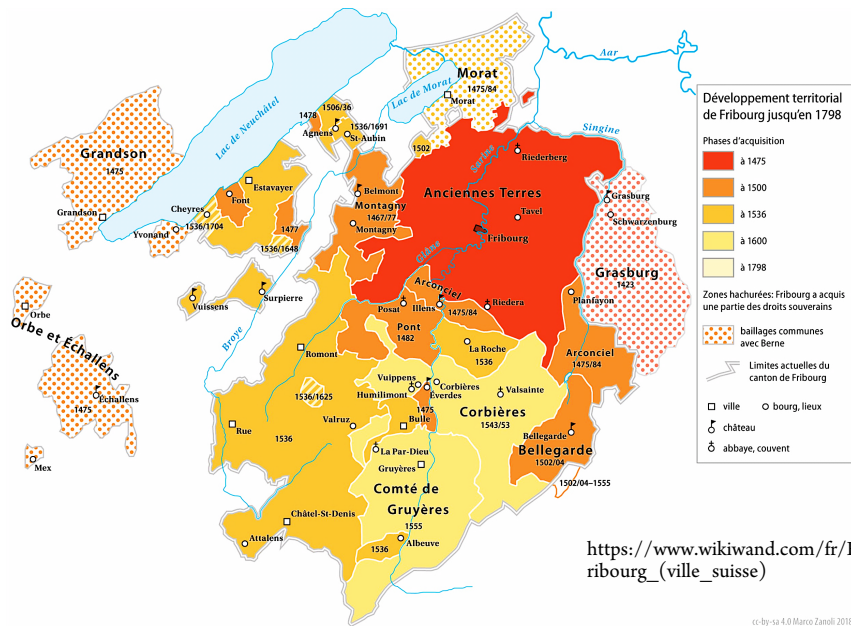 Aar
Morat
1475/84
Morat
Lac de Morat
Lac de Neuchâtel
1506/36
1478
Agnens
1536/1691
St-Aubin
1502
Singine
Sarine
Riederberg
Grandson
1475
Grandson
Estavayer
Font
Cheyres
1536/1704
Yvonand
1477
1536/1648
Belmont
Montagny
1467/77
Montagny
Anciennes Terres
Tavel
Fribourg
Glâne
Grasburg
Schwarzenburg
Grasburg
1423
Vuissens
Surpierre
Broye
Orbe
Orbe et Échallens
1475
Échallens
Mex
Arconciel
Posat
Illens
1475/84
Riedera
Planfayon
Pont
1482
La Roche
1536
Arconciel
1475/84
Romont
1536/1625
Vuippens
Humilimont
Corbières
Éverdes
Valsainte
1475
Corbières
1543/53
Rue
1536
Valruz
Bulle
La Par-Dieu
Gruyères
Bellegarde
Bellegarde
1502/04
1502/04–1555
Comté de
Gruyères
1555
Châtel-St-Denis
Attalens
1536
Albeuve
Développement territorial
de Fribourg jusqu'en 1798
Phases d'acquisition
à 1475
à 1500
à 1536
à 1600
à 1798
Zones hachurées: Fribourg a acquis
une partie des droits souverains
baillages communes
avec Berne
Limites actuelles du
canton de Fribourg
ville
bourg, lieux
château
abbaye, couvent
https://www.wikiwand.com/fr/
ribourg_(ville_suisse)
cc-by-sa 4.0 Marco Zanoli 2018